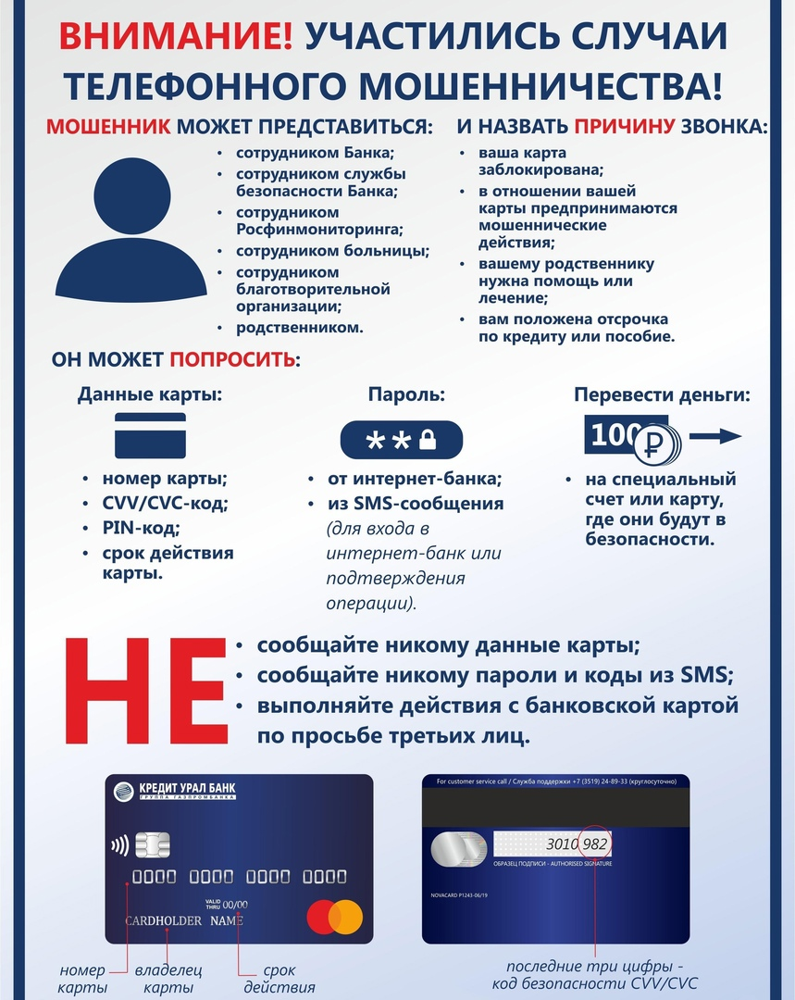 ВНИМАНИЕ! УЧАСТИЛИСЬ СЛУЧАИ
ТЕЛЕФОННОГО МОШЕННИЧЕСТВА!
МОШЕННИК МОЖЕТ ПРЕДСТАВИТЬСЯ:
• сотрудником Банка;
• сотрудником службы
безопасности Банка;
• сотрудником
Росфинмониторинга;
• сотрудником больницы;
• сотрудником
благотворительной
организации;
• родственником.
И НАЗВАТЬ ПРИЧИНУ ЗВОНКА:
• ваша карта
заблокирована;
• в отношении вашей
карты предпринимаются
мошеннические
действия;
• вашему родственнику
нужна помощь или
лечение;
• вам положена отсрочка
по кредиту или пособие.
ОН МОЖЕТ ПОПРОСИТЬ:
Данные карты:
• номер карты;
• CVV/CVC-код;
• PIN-код;
• срок действия
карты.
Пароль:
**
• от интернет-банка;
• из SMS-сообщения
(для входа в
интернет-банк или
подтверждения
операции).
Перевести деньги:
100 ₽
• на специальный
счет или карту,
где они будут в
безопасности.
НЕ
• сообщайте никому данные карты;
• сообщайте никому пароли и коды из SMS;
• выполняйте действия с банковской картой
по просьбе третьих лиц.
КРЕДИТ УРАЛ БАНК
ГРУППА ГАЗПРОМБАНКА
0000 0000 0000 0000
VALID
THRU 00/00
CARDHOLDER NAME
номер
карты
владелец
карты
срок
действия
For customer service call / Служба поддержки +7 (3519) 24-89-33 (круглосуточно)
3010 982
ОБРАЗЕЦ ПОДПИСИ - AUTHORISED SIGNATURE
NOVACARD P1243-06/19
последние три цифры -
код безопасности CVV/CVC